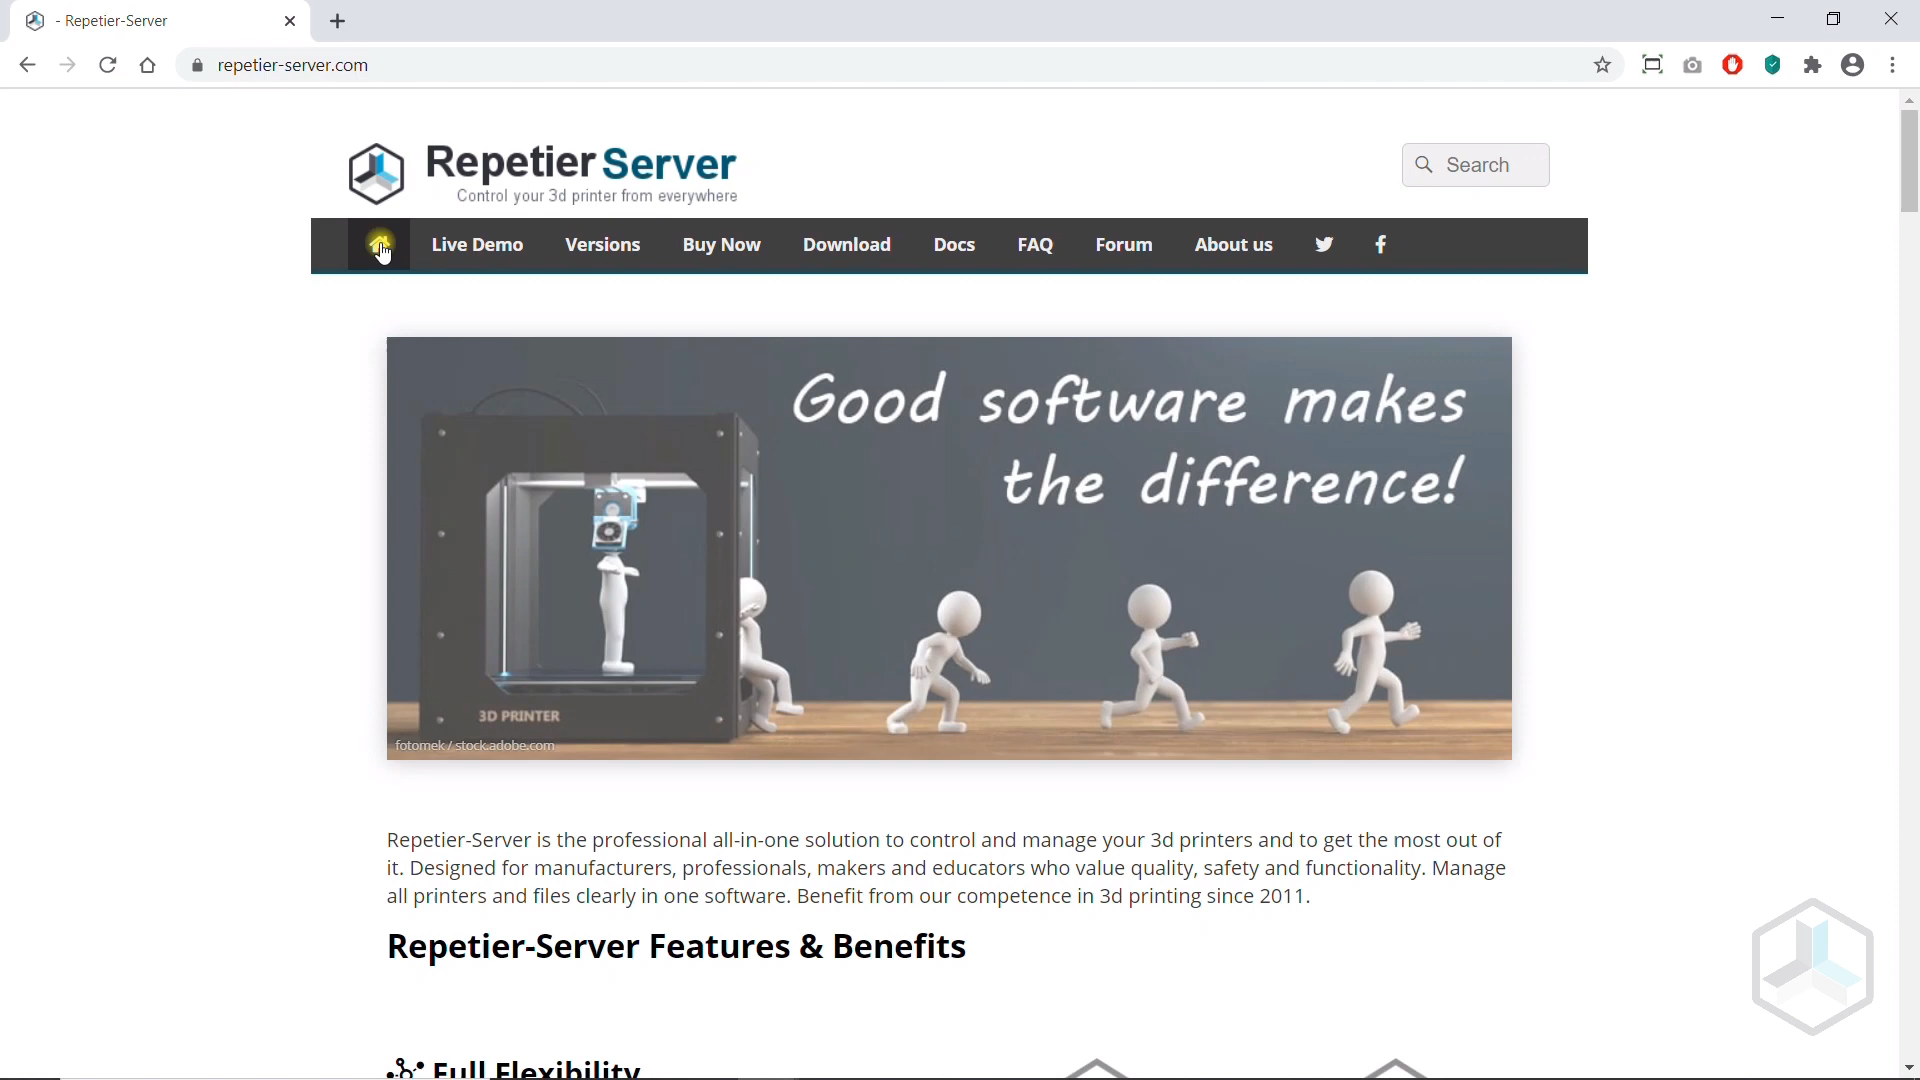 - Repetier-Server
repetier-server.com
Repetier Server
Control your 3d printer from everywhere
Search
Live Demo Versions Buy Now Download Docs FAQ Forum About us
Good software makes
the difference!
3D PRINTER
fotomek / stock.adobe.com
Repetier-Server is the professional all-in-one solution to control and manage your 3d printers and to get the most out of
it. Designed for manufacturers, professionals, makers and educators who value quality, safety and functionality. Manage
all printers and files clearly in one software. Benefit from our competence in 3d printing since 2011.
Repetier-Server Features & Benefits
Full Flexibility